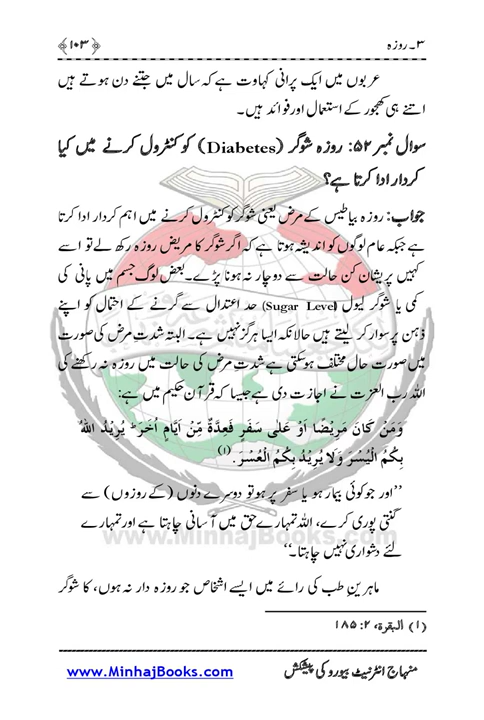 ۳۔ روزہ ﴿۱۰۳﴾
عربوں میں ایک پرانی کہاوت ہے کہ سال میں جتنے دن ہوتے ہیں
اتنے ہی کھجور کے استعمال اور فوائد ہیں۔
سوال نمبر ۵۲: روزہ شوگر (Diabetes) کو کنٹرول کرنے میں کیا
کردار ادا کرتا ہے؟
جواب: روزہ بیاطیس کے مرض یعنی شوگر کو کنٹرول کرنے میں اہم کردار ادا کرتا
ہے جبکہ عام لوگوں کو اندیشہ ہوتا ہے کہ اگر شوگر کا مریض روزہ رکھ لے تو اسے
کہیں پریشان کن حالت سے دوچار نہ ہونا پڑے۔ بعض لوگ جسم میں پانی کی
کمی یا شوگر لیول (Sugar Level) حد اعتدال سے گرنے کے احتمال کو اپنے
ذہن پر سوار کر لیتے ہیں حالانکہ ایسا ہرگز نہیں ہے۔ البتہ شدتِ مرض کی صورت
میں صورت حال مختلف ہوسکتی ہے شدتِ مرض کی حالت میں روزہ نہ رکھنے کی
اللہ رب العزت نے اجازت دی ہے جیسا کہ قرآن حکیم میں ہے:
وَمَنْ كَانَ مَرِيْضًا اَوْ عَلٰى سَفَرٍ فَعِدَّةٌ مِّنْ اَيَّامٍ اُخَرَ ؕ يُرِيْدُ اللهُ
بِكُمُ الْيُسْرَ وَلَا يُرِيْدُ بِكُمُ الْعُسْرَ.(۱)
’’اور جو کوئی بیمار ہو یا سفر پر ہو تو دوسرے دنوں (کے روزوں) سے
گنتی پوری کرے، اللہ تمہارے حق میں آسانی چاہتا ہے اور تمہارے
لئے دشواری نہیں چاہتا۔‘‘
www.MinhajBooks.com
ماہرینِ طب کی رائے میں ایسے اشخاص جو روزہ دار نہ ہوں، کا شوگر
(۱) البقرة، ۲: ۱۸۵
منہاج انٹرنیٹ بیورو کی پیشکش www.MinhajBooks.com